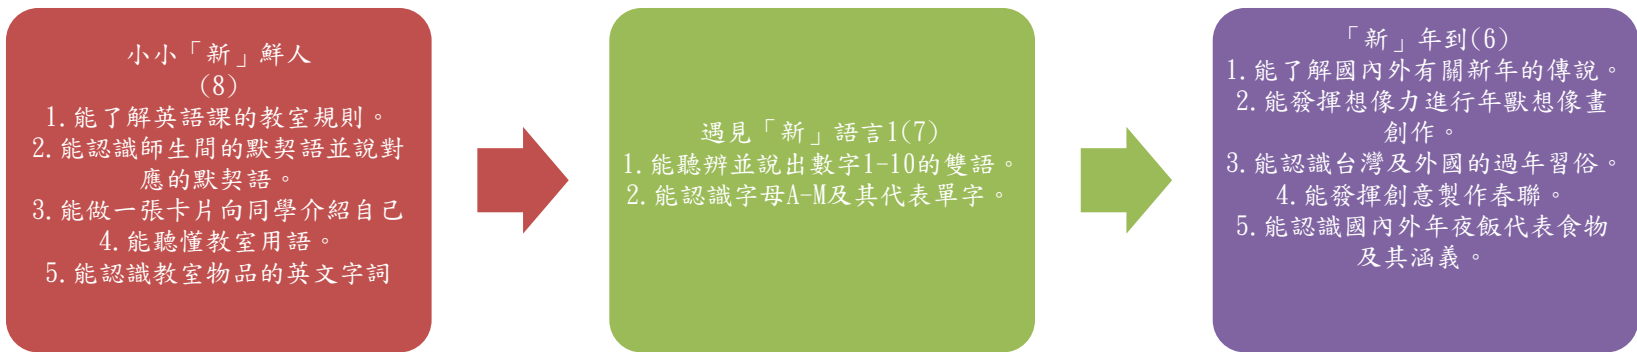 小小「新」鮮人
(8)
1.能了解英語課的教室規則。
2.能認識師生間的默契語並說對
應的默契語。
3.能做一張卡片向同學介紹自己
4.能聽懂教室用語。
5.能認識教室物品的英文字詞
遇見「新」語言1(7)
1.能聽辨並說出數字1-10的雙語。
2.能認識字母A-M及其代表單字。
「新」年到(6)
1.能了解國內外有關新年的傳說。
2.能發揮想像力進行年獸想像畫
創作。
3.能認識台灣及外國的過年習俗。
4.能發揮創意製作春聯。
5.能認識國內外年夜飯代表食物
及其涵義。